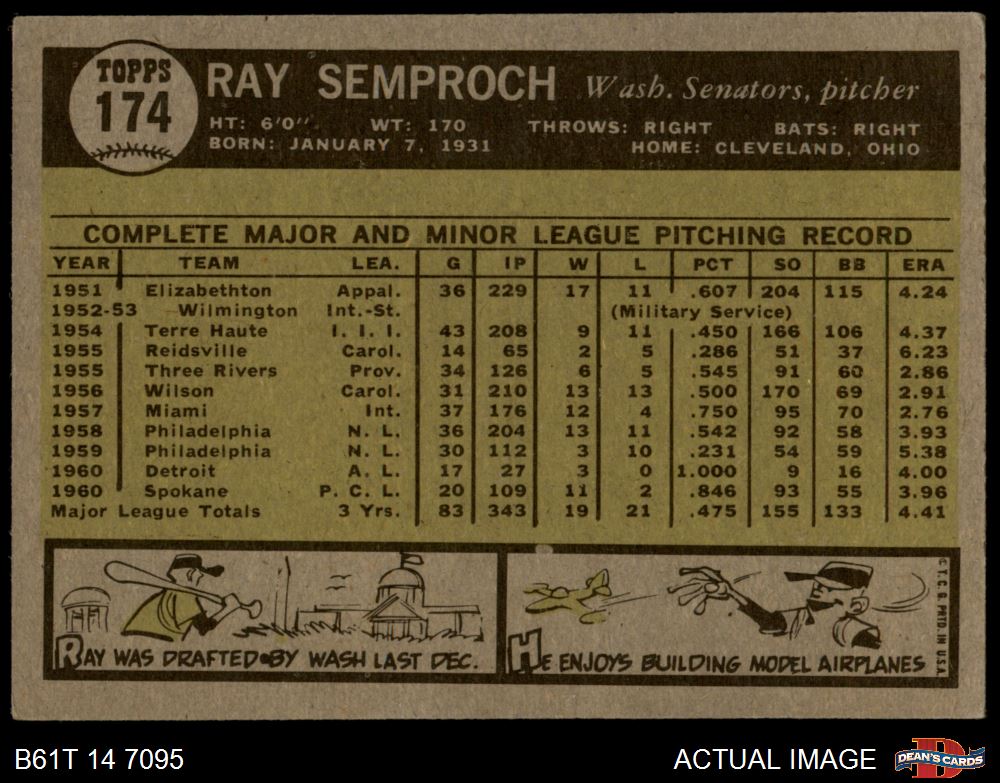 TOPPS
174
RAY SEMPROCH Wash. Senators, pitcher
HT: 6'0" WT: 170 THROWS: RIGHT BATS: RIGHT
BORN: JANUARY 7, 1931 HOME: CLEVELAND, OHIO
COMPLETE MAJOR AND MINOR LEAGUE PITCHING RECORD
YEAR TEAM LEA. G IP W L PCT SO BB ERA
1951 Elizabethton Appal. 36 229 17 11 .607 204 115 4.24
1952-53 Wilmington Int.-St. (Military Service)
1954 Terre Haute I. I. I. 43 208 9 11 .450 166 106 4.37
1955 Reidsville Carol. 14 65 2 5 .286 51 37 6.23
1955 Three Rivers Prov. 34 126 6 5 .545 91 60 2.86
1956 Wilson Carol. 31 210 13 13 .500 170 69 2.91
1957 Miami Int. 37 176 12 4 .750 95 70 2.76
1958 Philadelphia N. L. 36 204 13 11 .542 92 58 3.93
1959 Philadelphia N. L. 30 112 3 10 .231 54 59 5.38
1960 Detroit A. L. 17 27 3 0 1.000 9 16 4.00
1960 Spokane P. C. L. 20 109 11 2 .846 93 55 3.96
Major League Totals 3 Yrs. 83 343 19 21 .475 155 133 4.41
RAY WAS DRAFTED BY WASH LAST DEC.
HE ENJOYS BUILDING MODEL AIRPLANES
© T. C. G. PRTD. IN U.S.A.
B61T 14 7095 ACTUAL IMAGE DEAN'S CARDS